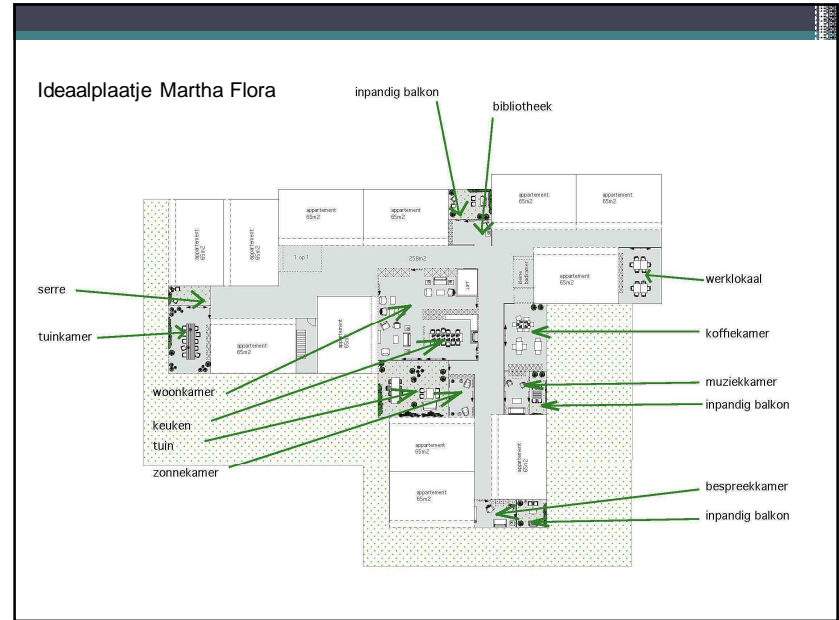 Ideaalplaatje Martha Flora
inpandig balkon
bibliotheek
appartement
65m2
appartement
65m2
appartement
65m2
appartement
65m2
appartement
65m2
appartement
65m2
1 op 1
258m2
LIFT
appartement
65m2
werklokaal
serre
tuinkamer
appartement
65m2
appartement
65m2
koffiekamer
woonkamer
muziekkamer
inpandig balkon
keuken
tuin
zonnekamer
appartement
65m2
appartement
65m2
appartement
65m2
bespreekkamer
inpandig balkon